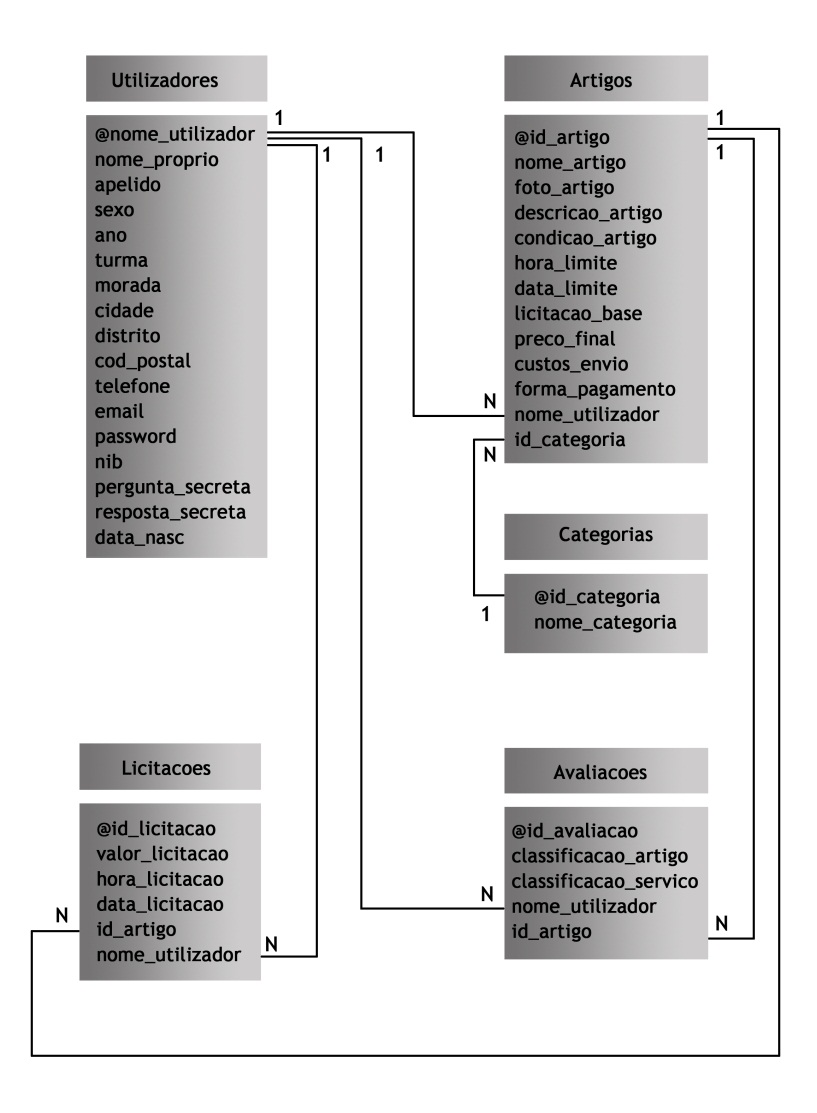 Utilizadores
@nome_utilizador
nome_proprio
apelido
sexo
ano
turma
morada
cidade
distrito
cod_postal
telefone
email
password
nib
pergunta_secreta
resposta_secreta
data_nasc
1
1
1
Artigos
@id_artigo
nome_artigo
foto_artigo
descricao_artigo
condicao_artigo
hora_limite
data_limite
licitacao_base
preco_final
custos_envio
forma_pagamento
nome_utilizador
id_categoria
1
1
N
N
Categorias
@id_categoria
nome_categoria
1
Licitacoes
@id_licitacao
valor_licitacao
hora_licitacao
data_licitacao
id_artigo
nome_utilizador
N
N
Avaliacoes
@id_avaliacao
classificacao_artigo
classificacao_servico
nome_utilizador
id_artigo
N
N